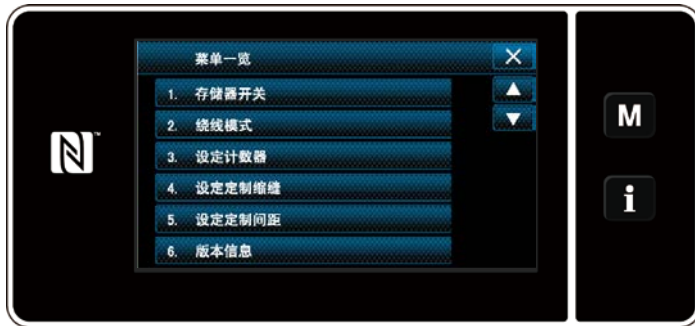 菜单一览
1. 存储器开关
2. 绕线模式
3. 设定计数器
4. 设定定制缩缝
5. 设定定制间距
6. 版本信息
M
i